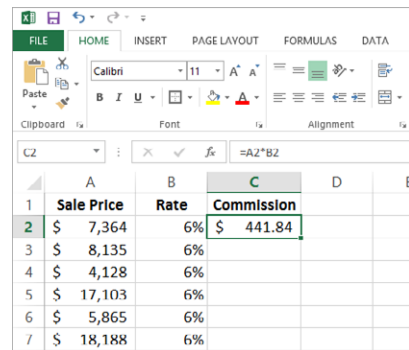 FILE HOME INSERT PAGE LAYOUT FORMULAS DATA
Paste
Calibri 11 A A
B I U A
Clipboard Font Alignment
C2 fx =A2*B2
A B C D E
1 Sale Price Rate Commission
2 $ 7,364 6% $ 441.84
3 $ 8,135 6%
4 $ 4,128 6%
5 $ 17,103 6%
6 $ 5,865 6%
7 $ 18,188 6%